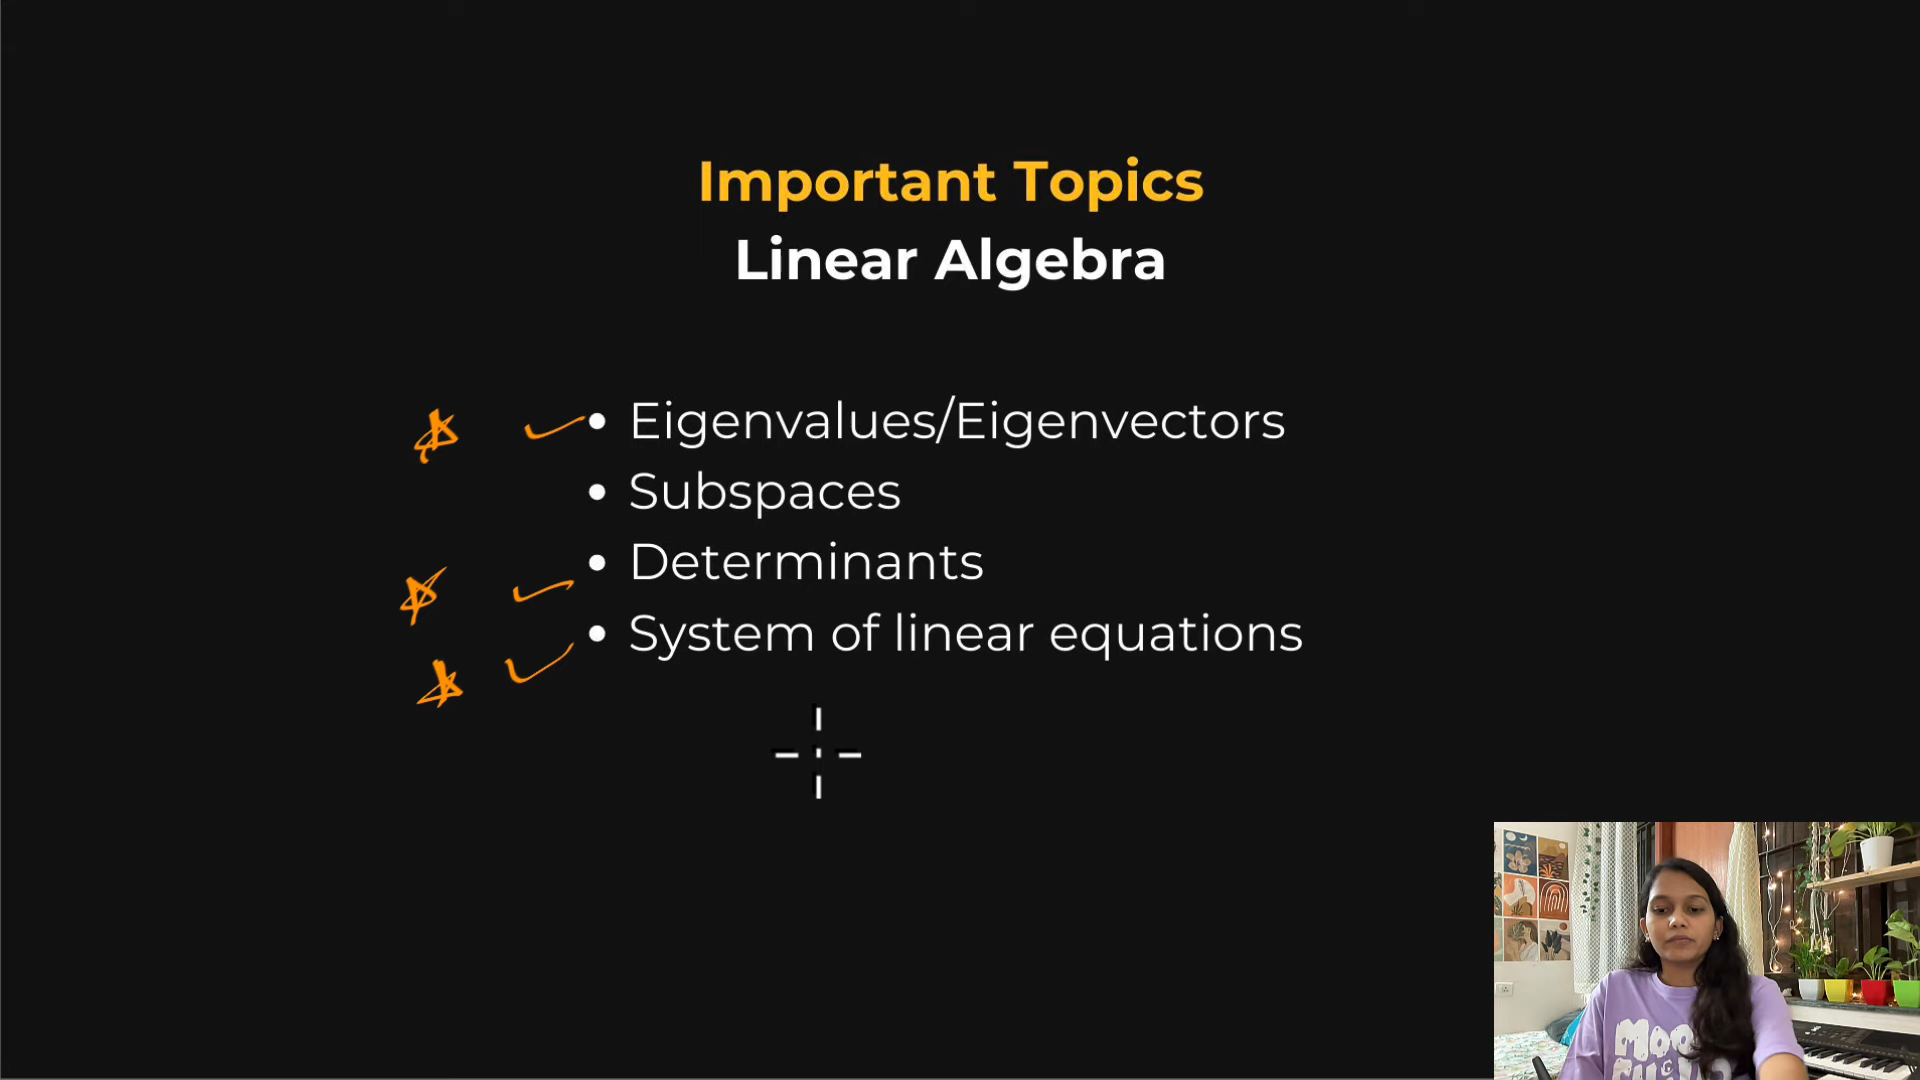 Important Topics
Linear Algebra
• Eigenvalues/Eigenvectors
• Subspaces
• Determinants
• System of linear equations